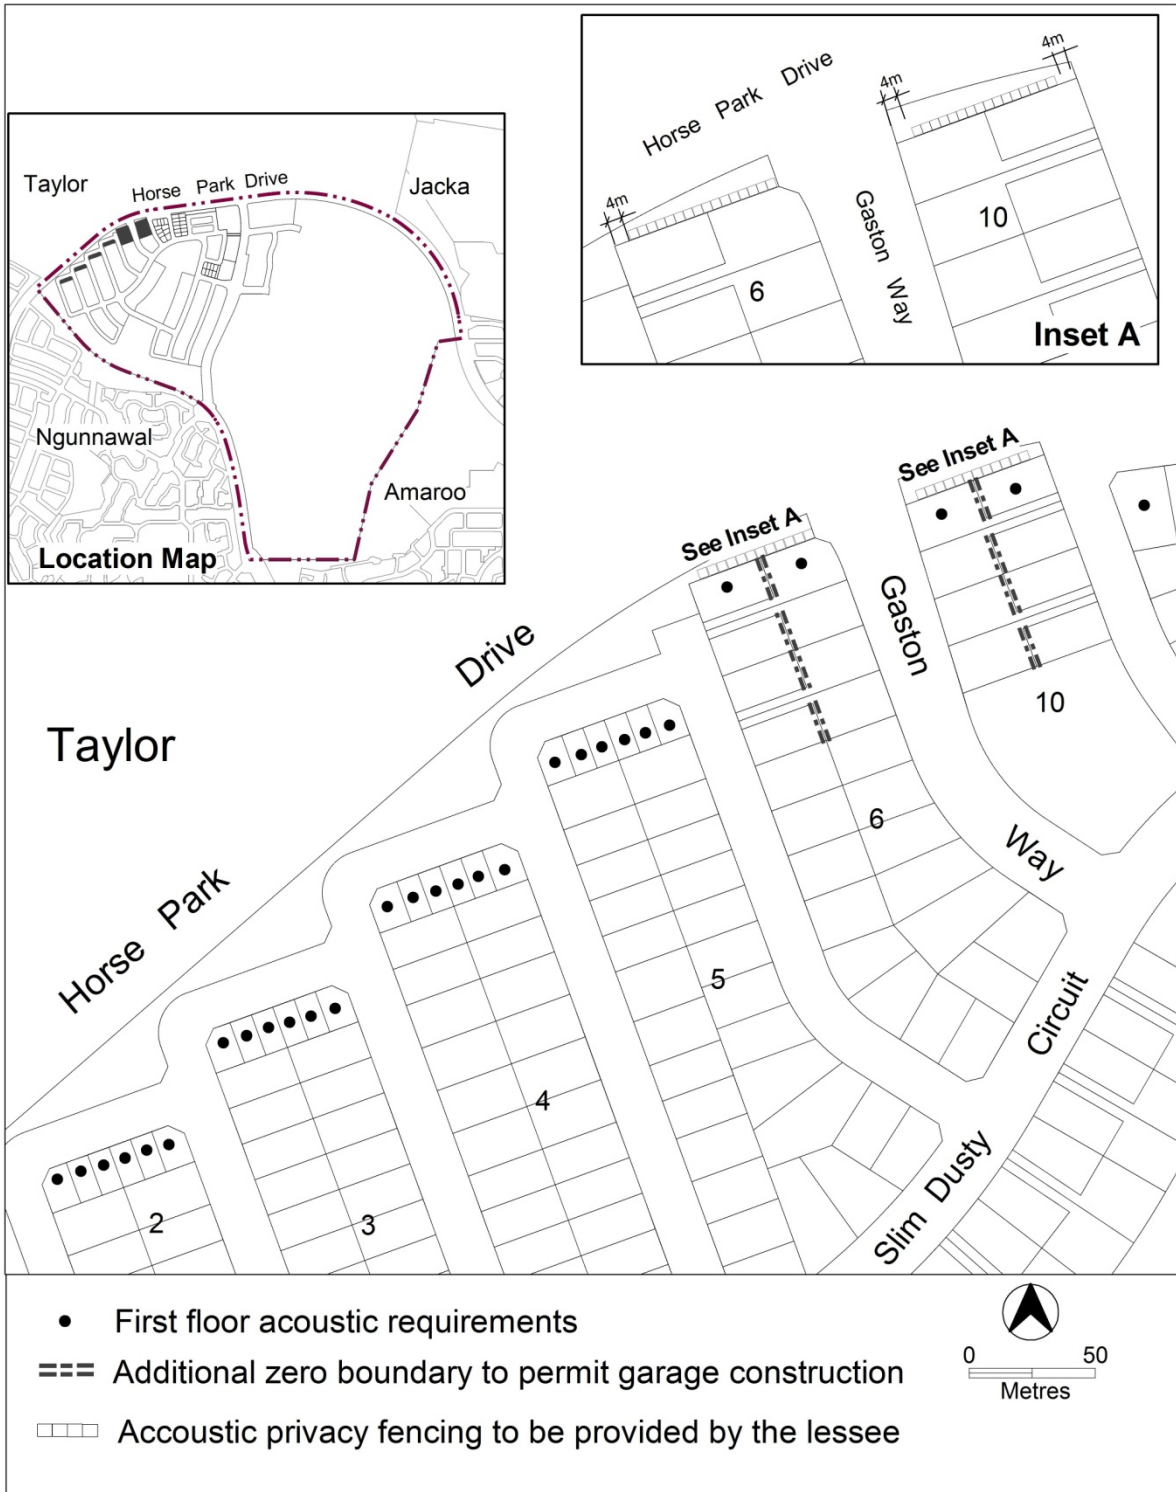 4m
4m
4m
Horse Park Drive
Gaston Way
10
6
Inset A
Taylor
Horse Park Drive
Jacka
Ngunnawal
Amaroo
Location Map
See Inset A
See Inset A
Gaston Way
Drive
Taylor
10
6
Horse Park
5
Circuit
4
Slim Dusty
2
3
First floor acoustic requirements
Additional zero boundary to permit garage construction
Accoustic privacy fencing to be provided by the lessee
0 50
Metres